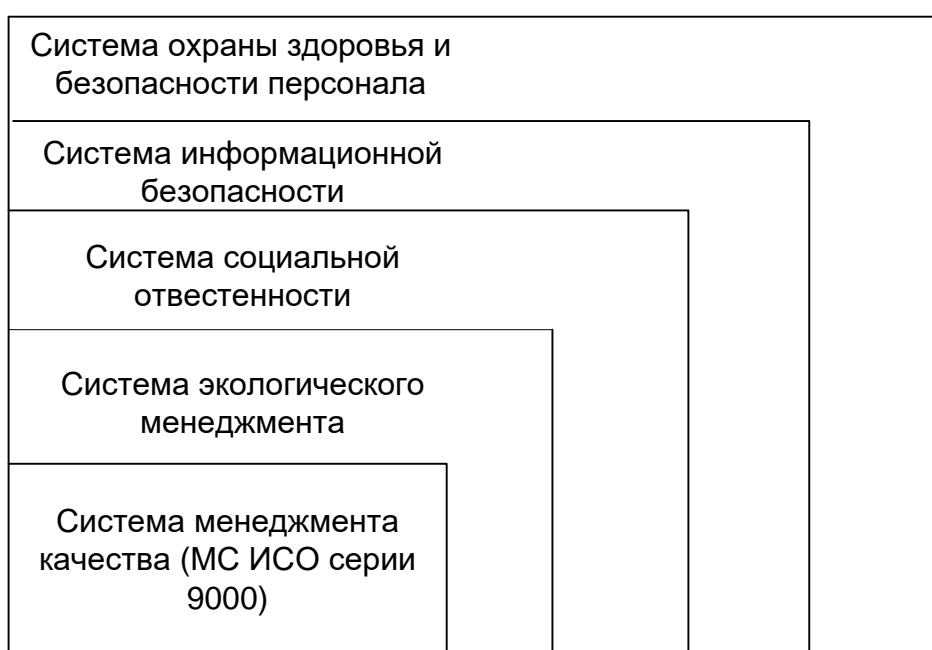 Система охраны здоровья и
безопасности персонала
Система информационной
безопасности
Система социальной
отвестенности
Система экологического
менеджмента
Система менеджмента
качества (МС ИСО серии
9000)